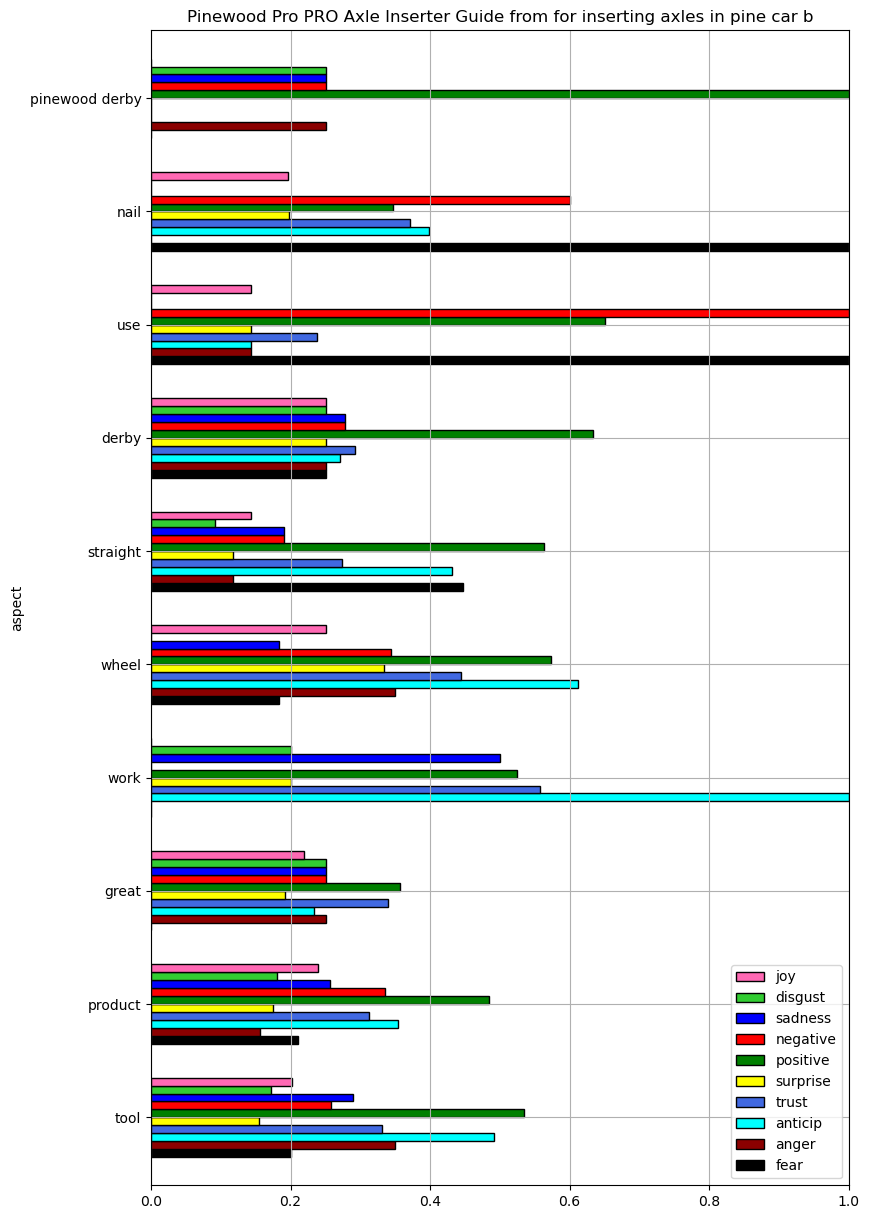 Pinewood Pro PRO Axle Inserter Guide from for inserting axles in pine car b
pinewood derby
nail
use
derby
straight
aspect
wheel
work
great
product
tool
joy
disgust
sadness
negative
positive
surprise
trust
anticip
anger
fear
0.0 0.2 0.4 0.6 0.8 1.0